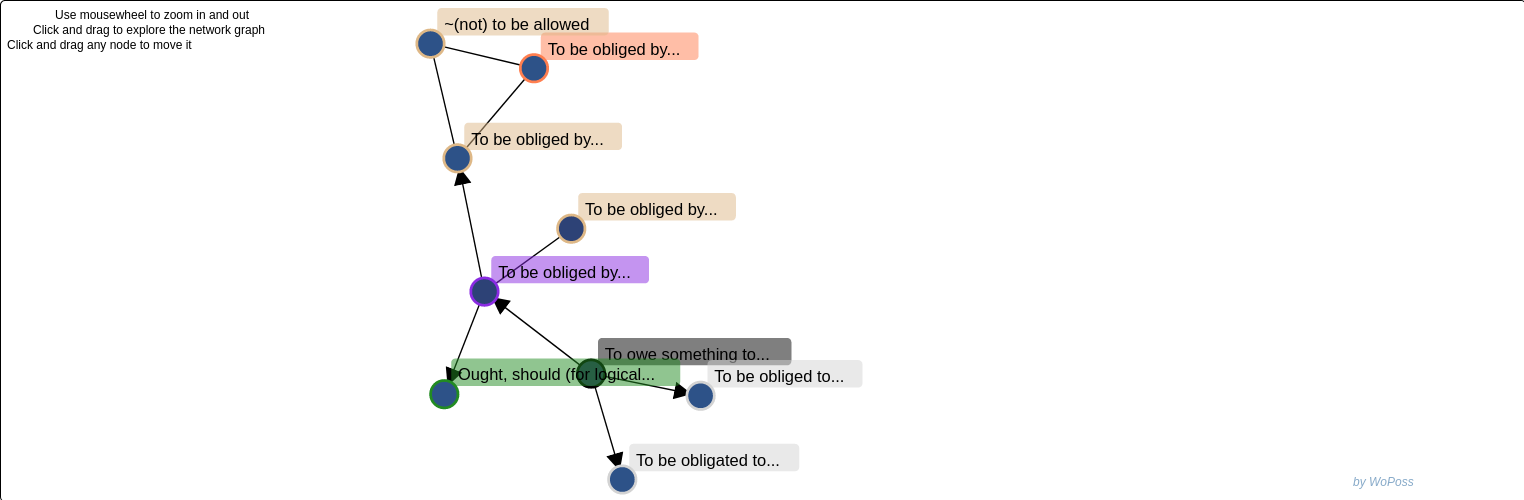 Use mousewheel to zoom in and out
Click and drag to explore the network graph
Click and drag any node to move it
~(not) to be allowed
To be obliged by...
To be obliged by...
To be obliged by...
To be obliged by...
To owe something to...
Ought, should (for logical...
To be obliged to...
To be obligated to...
by WoPoss